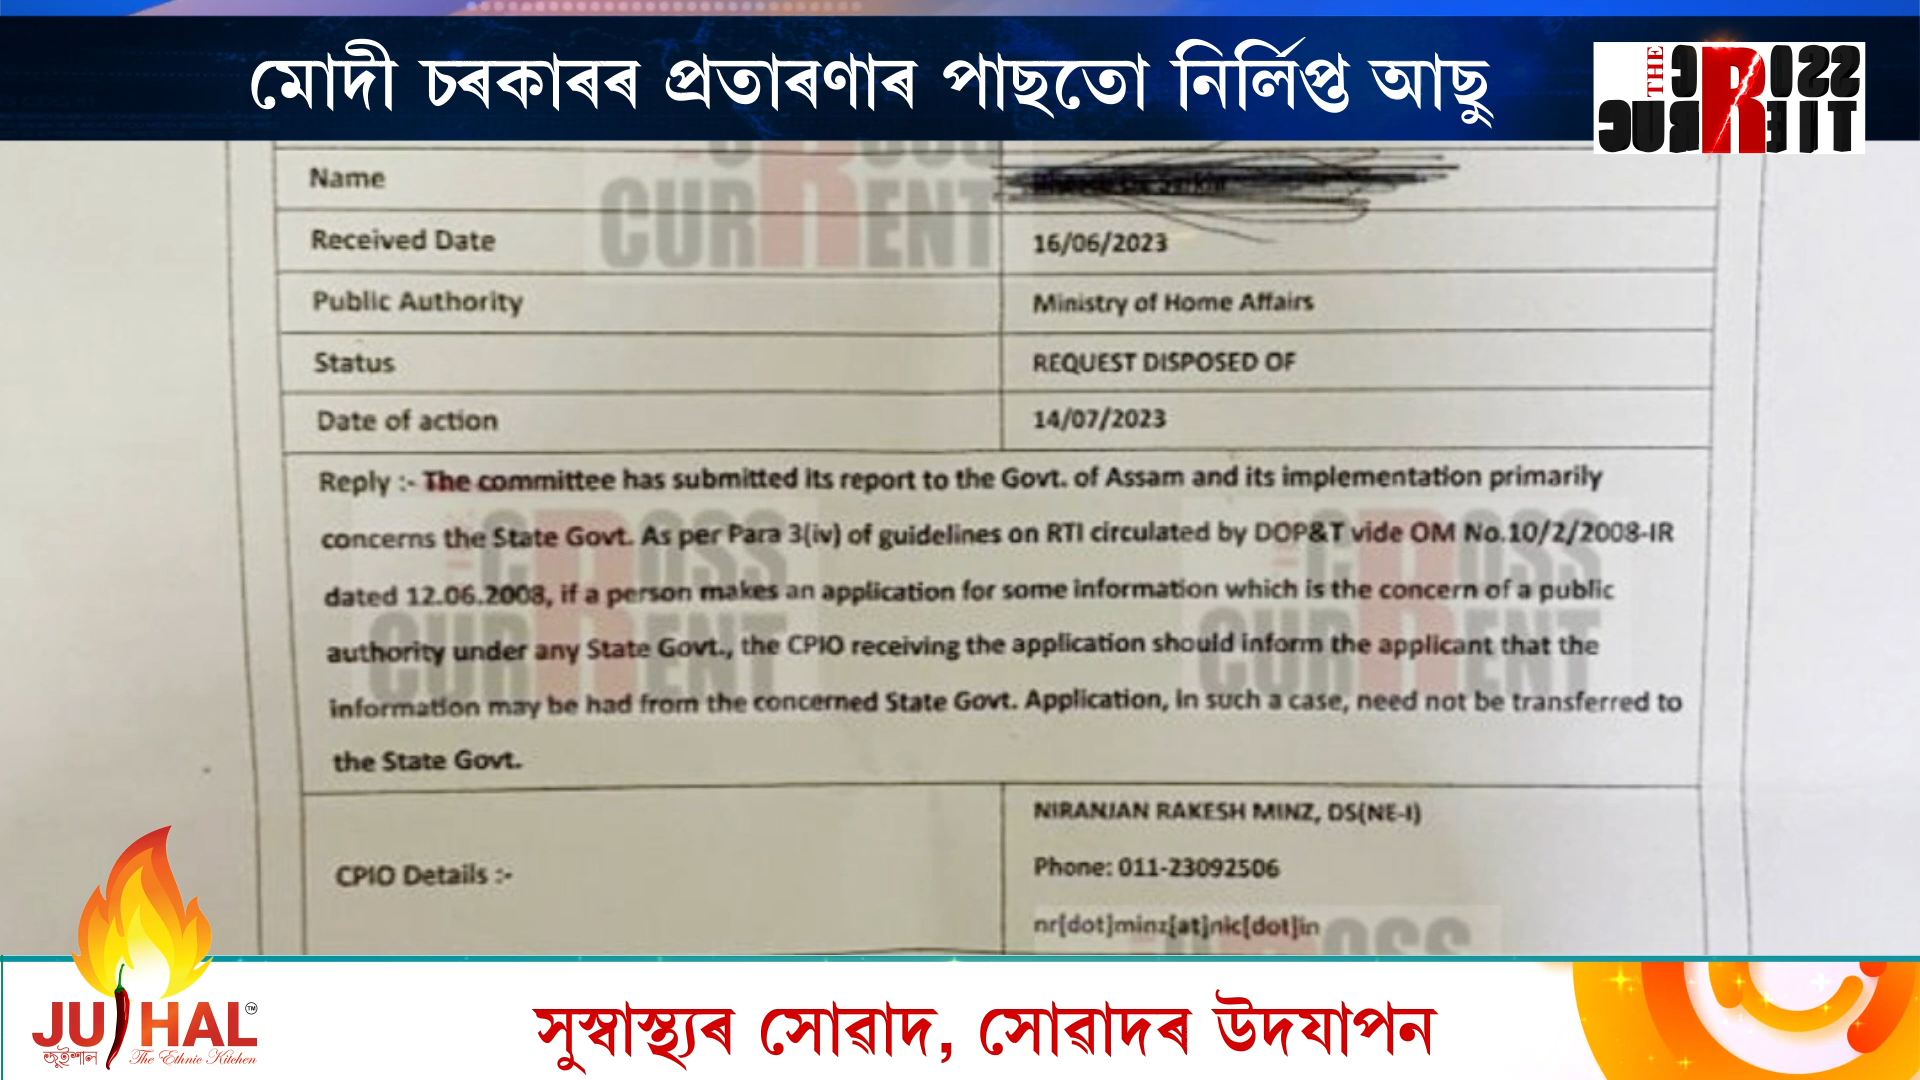 মোদী চৰকাৰৰ প্ৰতাৰণাৰ পাছতো নিৰ্লিপ্ত আছু
THE CROSS
CURRENT
Name
Received Date 16/06/2023
Public Authority Ministry of Home Affairs
Status REQUEST DISPOSED OF
Date of action 14/07/2023
Reply :- The committee has submitted its report to the Govt. of Assam and its implementation primarily
concerns the State Govt. As per Para 3(iv) of guidelines on RTI circulated by DOP&T vide OM No.10/2/2008-IR
dated 12.06.2008, if a person makes an application for some information which is the concern of a public
authority under any State Govt., the CPIO receiving the application should inform the applicant that the
information may be had from the concerned State Govt. Application, in such a case, need not be transferred to
the State Govt.
CPIO Details :-
NIRANJAN RAKESH MINZ, DS(NE-I)
Phone: 011-23092506
nr[dot]minz[at]nic[dot]in
JUIHAL™
জুইশাল The Ethnic Kitchen
সুস্বাস্থ্যৰ সোৱাদ, সোৱাদৰ উদযাপন